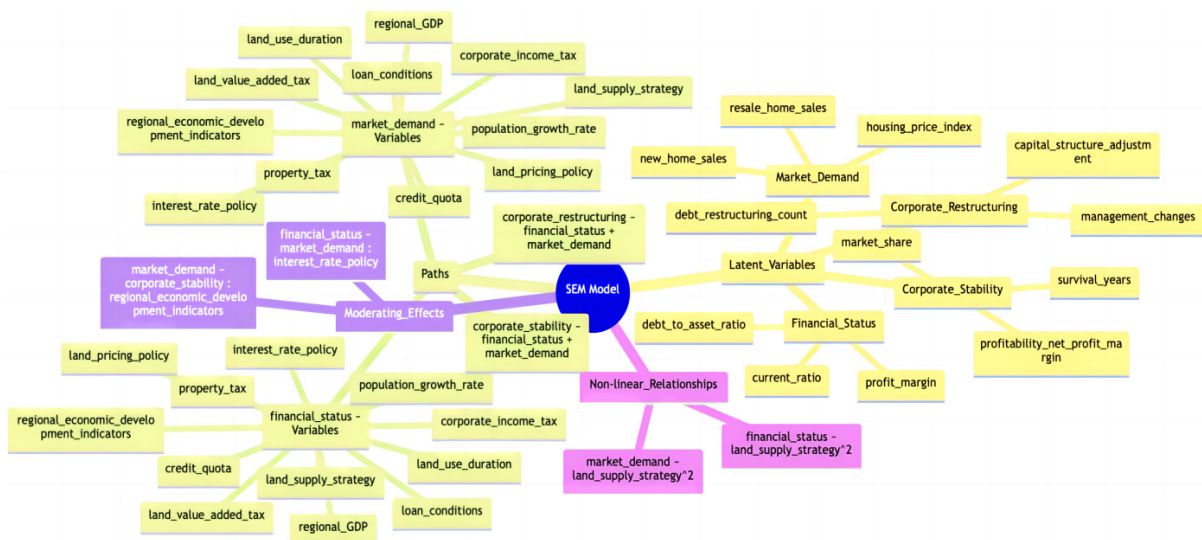 regional_GDP
land_use_duration
corporate_income_tax
loan_conditions
land_value_added_tax
land_supply_strategy
regional_economic_develo
pment_indicators
market_demand ~
Variables
population_growth_rate
property_tax
land_pricing_policy
interest_rate_policy
credit_quota
resale_home_sales
housing_price_index
new_home_sales
Market_Demand
capital_structure_adjustm
ent
debt_restructuring_count
Corporate_Restructuring
management_changes
corporate_restructuring ~
financial_status +
market_demand
financial_status ~
market_demand :
interest_rate_policy
market_demand ~
corporate_stability :
regional_economic_develo
pment_indicators
Paths
Moderating_Effects
SEM Model
Latent_Variables
market_share
Corporate_Stability
survival_years
profitability_net_profit_ma
rgin
debt_to_asset_ratio
Financial_Status
current_ratio
profit_margin
corporate_stability ~
financial_status +
market_demand
Non-linear_Relationships
market_demand ~
land_supply_strategy^2
financial_status ~
land_supply_strategy^2
land_pricing_policy
interest_rate_policy
property_tax
population_growth_rate
regional_economic_develo
pment_indicators
financial_status ~
Variables
corporate_income_tax
credit_quota
land_supply_strategy
land_use_duration
land_value_added_tax
regional_GDP
loan_conditions